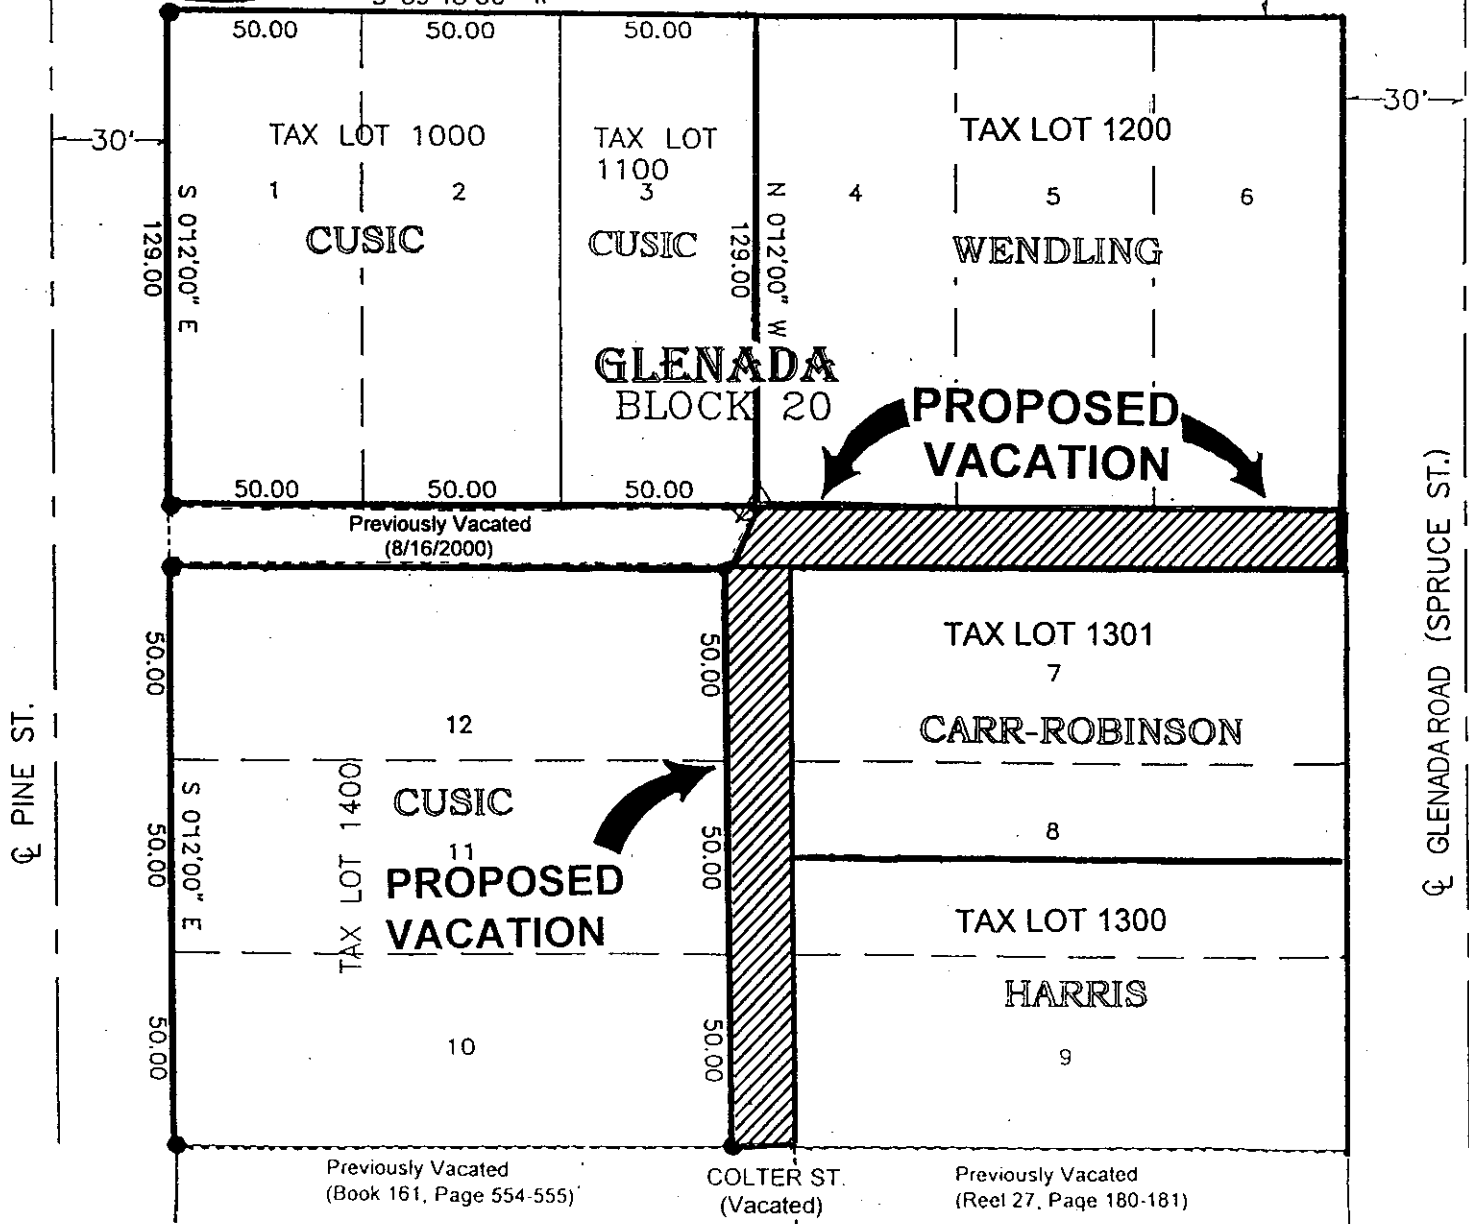 50.00 50.00 50.00
30'
30'
TAX LOT 1000
TAX LOT
1100
TAX LOT 1200
1 2 3 4 5 6
S 0°12'00" E
129.00
CUSIC
CUSIC
129.00
N 0°12'00" W
WENDLING
GLENADA
BLOCK 20
PROPOSED
VACATION
50.00 50.00 50.00
Previously Vacated
(8/16/2000)
50.00
50.00
TAX LOT 1301
7
12
CARR-ROBINSON
℄ PINE ST.
℄ GLENADA ROAD (SPRUCE ST.)
S 0°12'00" E
TAX LOT 1400
CUSIC
11
50.00
50.00
8
PROPOSED
VACATION
TAX LOT 1300
HARRIS
50.00
10
50.00
9
Previously Vacated
(Book 161, Page 554-555)
COLTER ST.
(Vacated)
Previously Vacated
(Reel 27, Page 180-181)